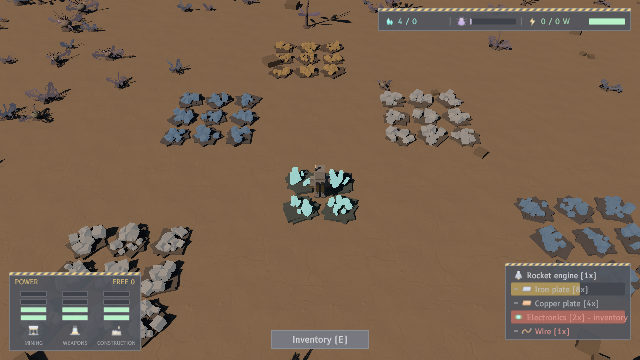 4 / 0
0 / 0 W
POWER
FREE 0
MINING
WEAPONS
CONSTRUCTION
Inventory [E]
Rocket engine [1x]
Iron plate [8x]
Copper plate [4x]
Electronics [2x] - inventory
Wire [1x]